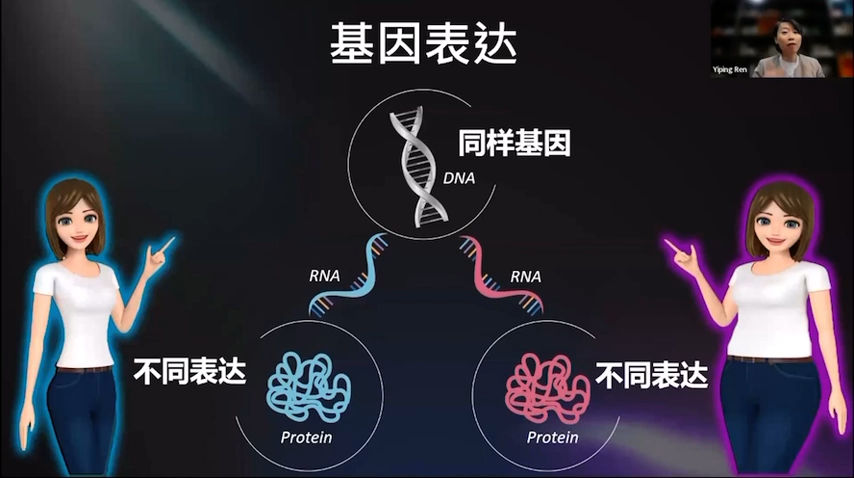 基因表达
Yiping Ren
同样基因
DNA
RNA
RNA
不同表达
不同表达
Protein
Protein